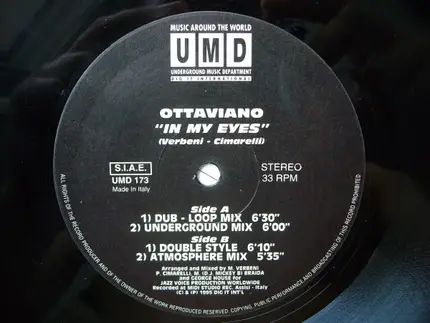 MUSIC AROUND THE WORLD
UMD
UNDERGROUND MUSIC DEPARTMENT
DIG IT INTERNATIONAL
OTTAVIANO
"IN MY EYES"
(Verbeni - Cimarelli)
S.I.A.E.
UMD 173
Made in Italy
STEREO
33 RPM
Side A
1) DUB - LOOP MIX 6'30"
2) UNDERGROUND MIX 6'00"
Side B
1) DOUBLE STYLE 6'10"
2) ATMOSPHERE MIX 5'35"
Arranged and Mixed by M. VERBENI
P. CIMARELLI, M. (D.J. MICKEY B) BRAIDA
and GEORGE HOUSE for
JAZZ VOICE PRODUCTION WORLDWIDE
Recorded at MIDI STUDIO REC. Assisi - Italy
(C) & (P) 1995 DIG IT INT'L
ALL RIGHTS OF THE RECORD PRODUCER AND OF THE OWNER OF THE WORK REPRODUCED RESERVED. COPYING, PUBLIC PERFORMANCE AND BROADCASTING OF THIS RECORD